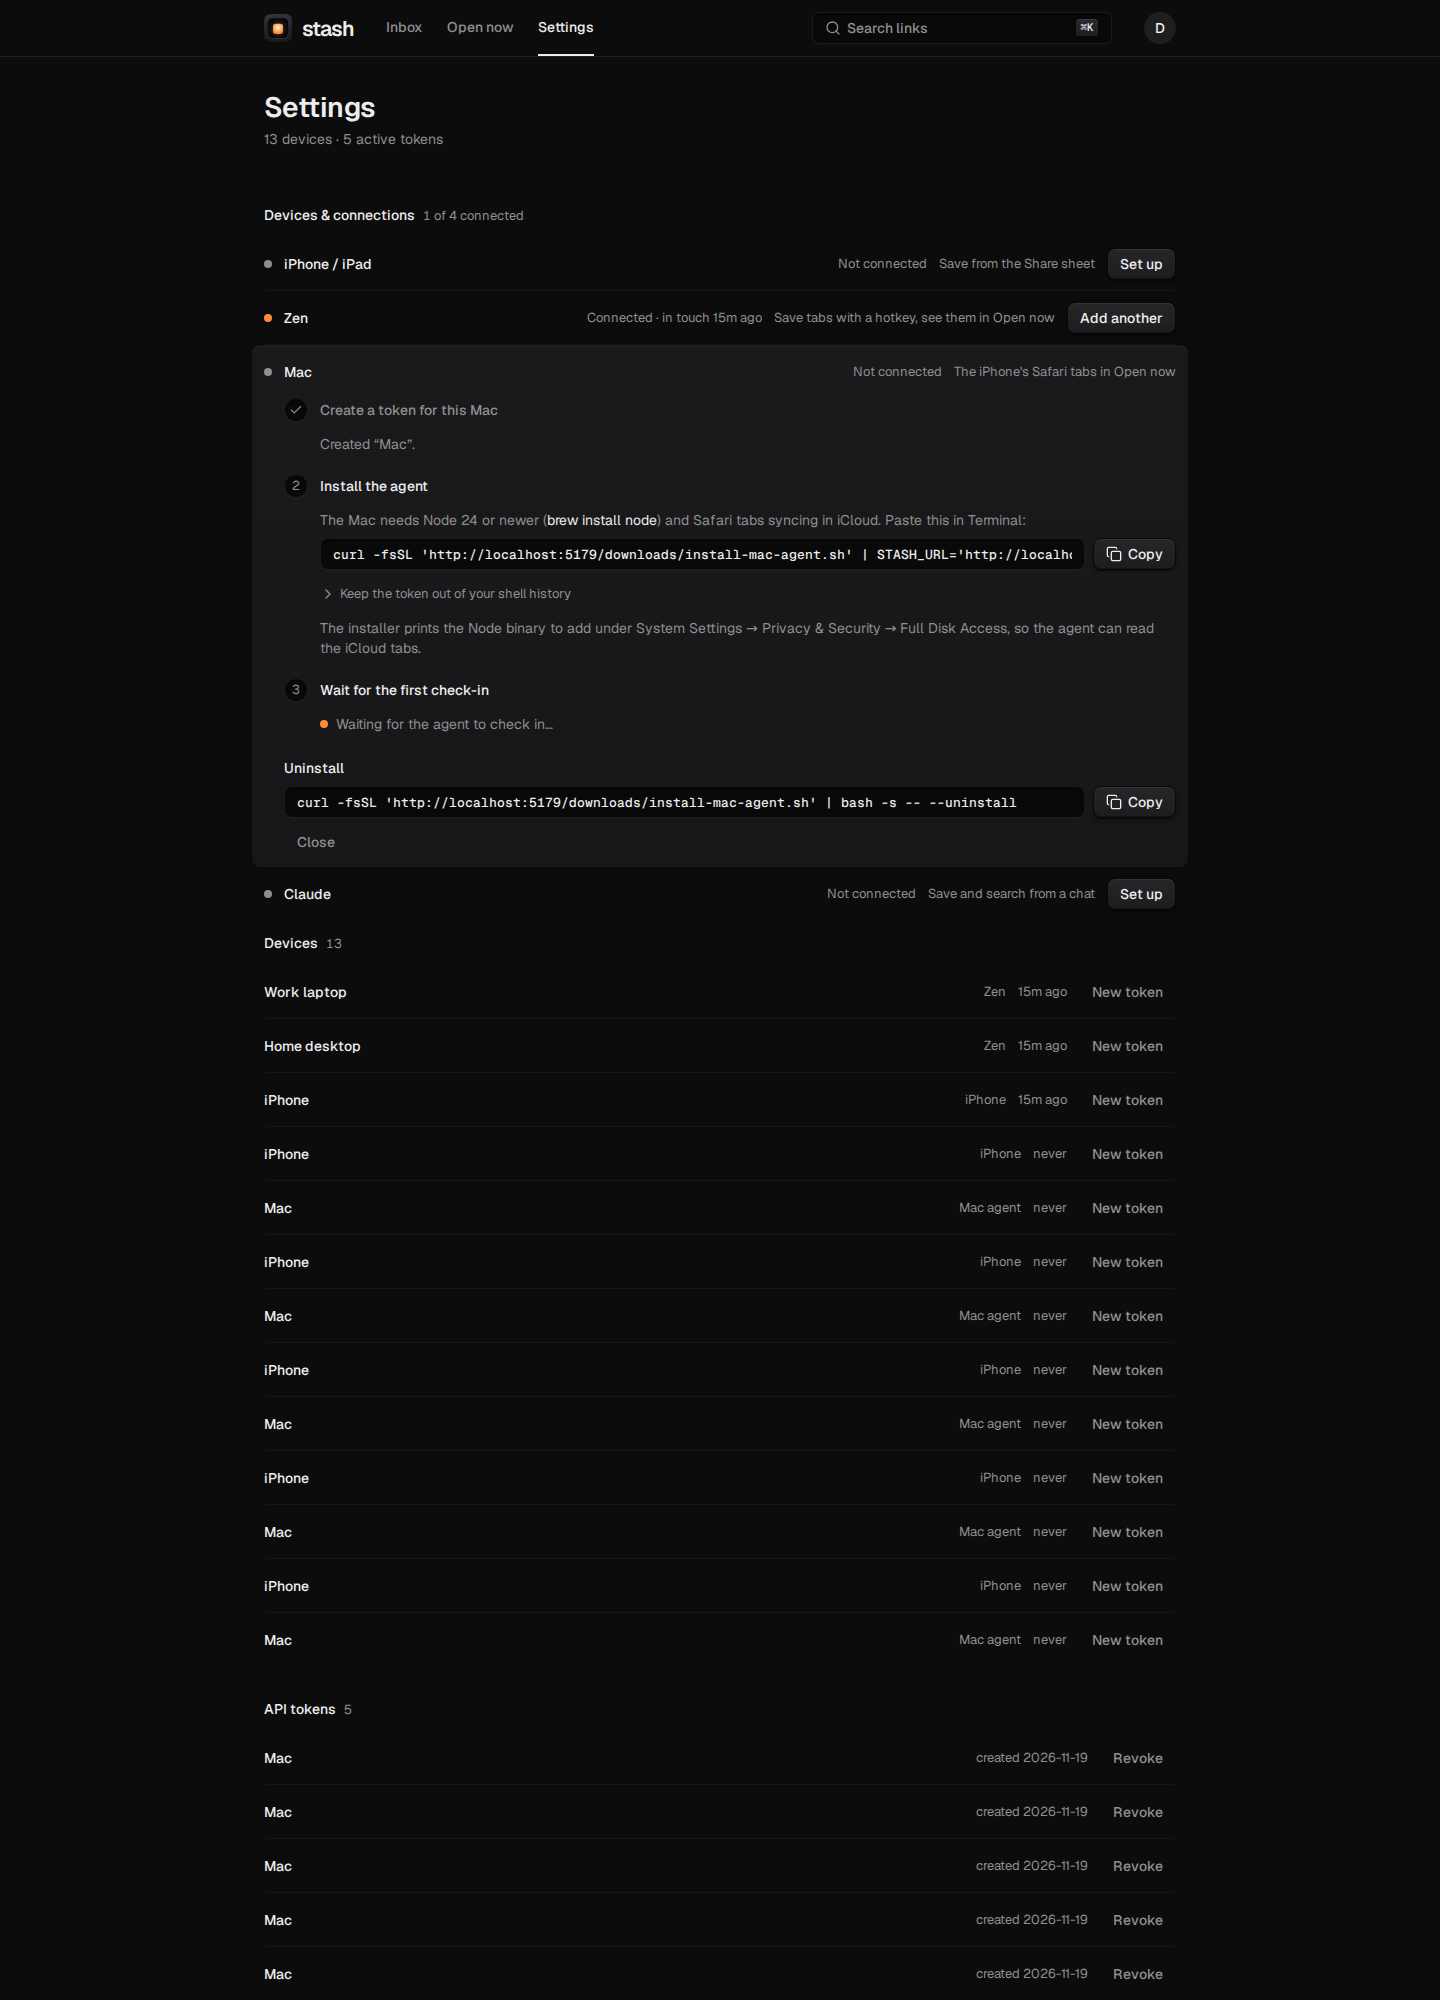 stash Inbox Open now Settings Search links ⌘K D
Settings
13 devices · 5 active tokens
Devices & connections 1 of 4 connected
iPhone / iPad Not connected Save from the Share sheet Set up
Zen Connected · in touch 15m ago Save tabs with a hotkey, see them in Open now Add another
Mac Not connected The iPhone's Safari tabs in Open now
Create a token for this Mac
Created “Mac”.
2 Install the agent
The Mac needs Node 24 or newer (brew install node) and Safari tabs syncing in iCloud. Paste this in Terminal:
curl -fsSL 'http://localhost:5179/downloads/install-mac-agent.sh' | STASH_URL='http://localho Copy
Keep the token out of your shell history
The installer prints the Node binary to add under System Settings → Privacy & Security → Full Disk Access, so the agent can read
the iCloud tabs.
3 Wait for the first check-in
Waiting for the agent to check in…
Uninstall
curl -fsSL 'http://localhost:5179/downloads/install-mac-agent.sh' | bash -s -- --uninstall Copy
Close
Claude Not connected Save and search from a chat Set up
Devices 13
Work laptop Zen 15m ago New token
Home desktop Zen 15m ago New token
iPhone iPhone 15m ago New token
iPhone iPhone never New token
Mac Mac agent never New token
iPhone iPhone never New token
Mac Mac agent never New token
iPhone iPhone never New token
Mac Mac agent never New token
iPhone iPhone never New token
Mac Mac agent never New token
iPhone iPhone never New token
Mac Mac agent never New token
API tokens 5
Mac created 2026-11-19 Revoke
Mac created 2026-11-19 Revoke
Mac created 2026-11-19 Revoke
Mac created 2026-11-19 Revoke
Mac created 2026-11-19 Revoke